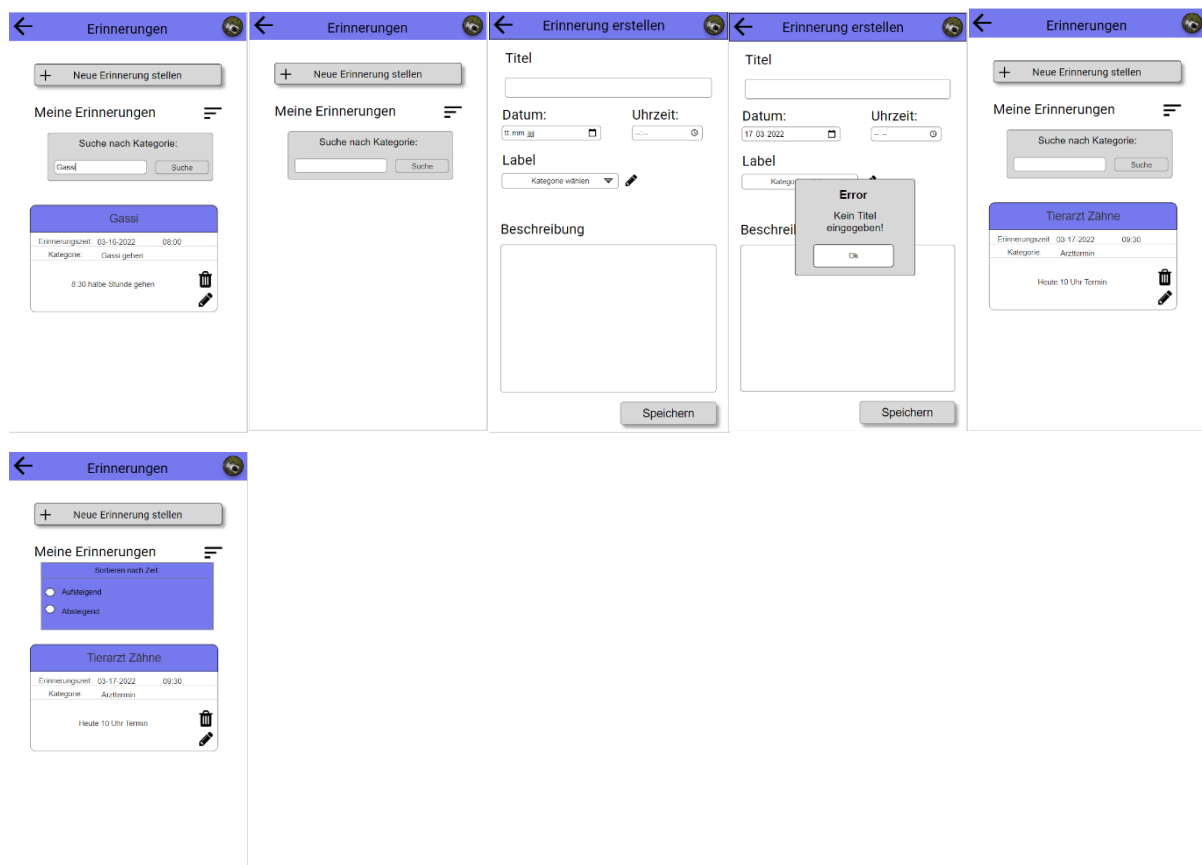 Erinnerungen
+ Neue Erinnerung stellen
Meine Erinnerungen
Suche nach Kategorie:
Gassi Suche
Gassi
Erinnerungszeit 03-16-2022 08:00
Kategorie: Gassi gehen
8:30 halbe Stunde gehen
Erinnerungen
+ Neue Erinnerung stellen
Meine Erinnerungen
Suche nach Kategorie:
Suche
Erinnerung erstellen
Titel
Datum: Uhrzeit:
tt.mm.jjjj --:--
Label
Kategorie wählen
Beschreibung
Speichern
Erinnerung erstellen
Titel
Datum: Uhrzeit:
17.03.2022 --:--
Label
Error
Kein Titel
eingegeben!
Ok
Speichern
Erinnerungen
+ Neue Erinnerung stellen
Meine Erinnerungen
Suche nach Kategorie:
Suche
Tierarzt Zähne
Erinnerungszeit 03-17-2022 09:30
Kategorie: Arzttermin
Heute 10 Uhr Termin
Erinnerungen
+ Neue Erinnerung stellen
Meine Erinnerungen
Sortieren nach Zeit:
Aufsteigend
Absteigend
Tierarzt Zähne
Erinnerungszeit 03-17-2022 09:30
Kategorie Arzttermin
Heute 10 Uhr Termin